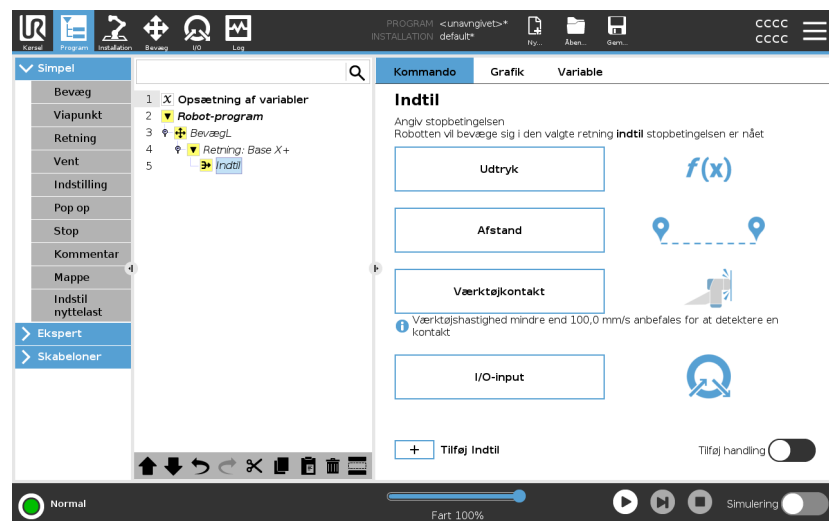 UR
Kørsel
Program
Installation
Bevæg
I/O
Log
PROGRAM <unavngivet>*
INSTALLATION default*
Ny...
Åben...
Gem...
CCCC
CCCC
Simpel
Bevæg
Viapunkt
Retning
Vent
Indstilling
Pop op
Stop
Kommentar
Mappe
Indstil
nyttelast
Ekspert
Skabeloner
1 X Opsætning af variabler
2 Robot-program
3 BevægL
4 Retning: Base X+
5 Indtil
Kommando Grafik Variable
Indtil
Angiv stopbetingelsen
Robotten vil bevæge sig i den valgte retning indtil stopbetingelsen er nået
Udtryk
f(x)
Afstand
Værktøjkontakt
Værktøjshastighed mindre end 100,0 mm/s anbefales for at detektere en
kontakt
I/O-input
+ Tilføj Indtil
Tilføj handling
Normal
Fart 100%
Simulering